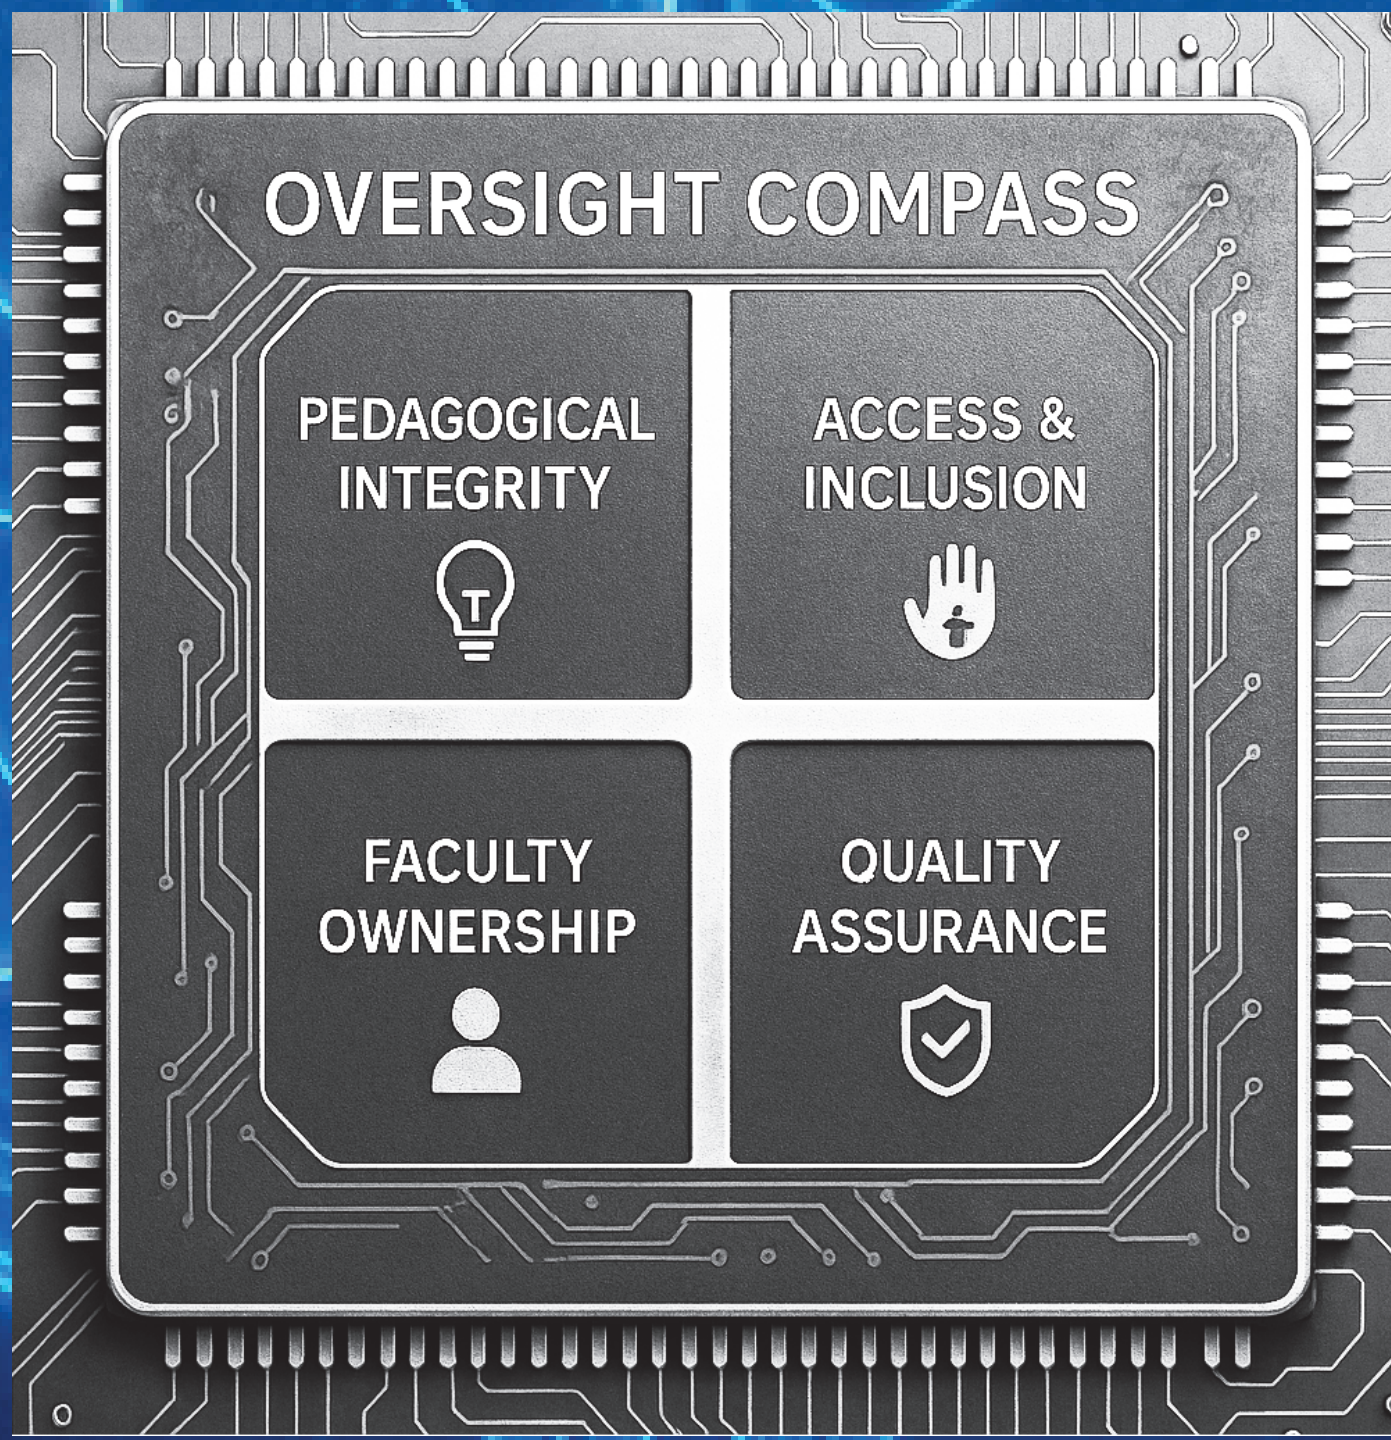 OVERSIGHT COMPASS
PEDAGOGICAL
INTEGRITY
ACCESS &
INCLUSION
FACULTY
OWNERSHIP
QUALITY
ASSURANCE